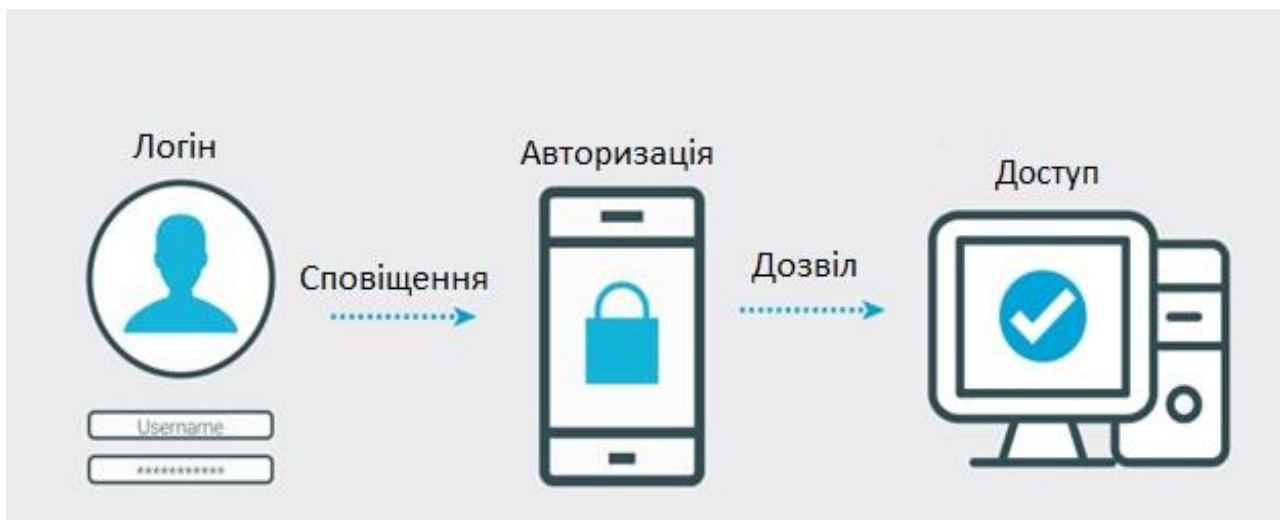 Логін
Авторизація
Доступ
Сповіщення
Дозвіл
Username
***********